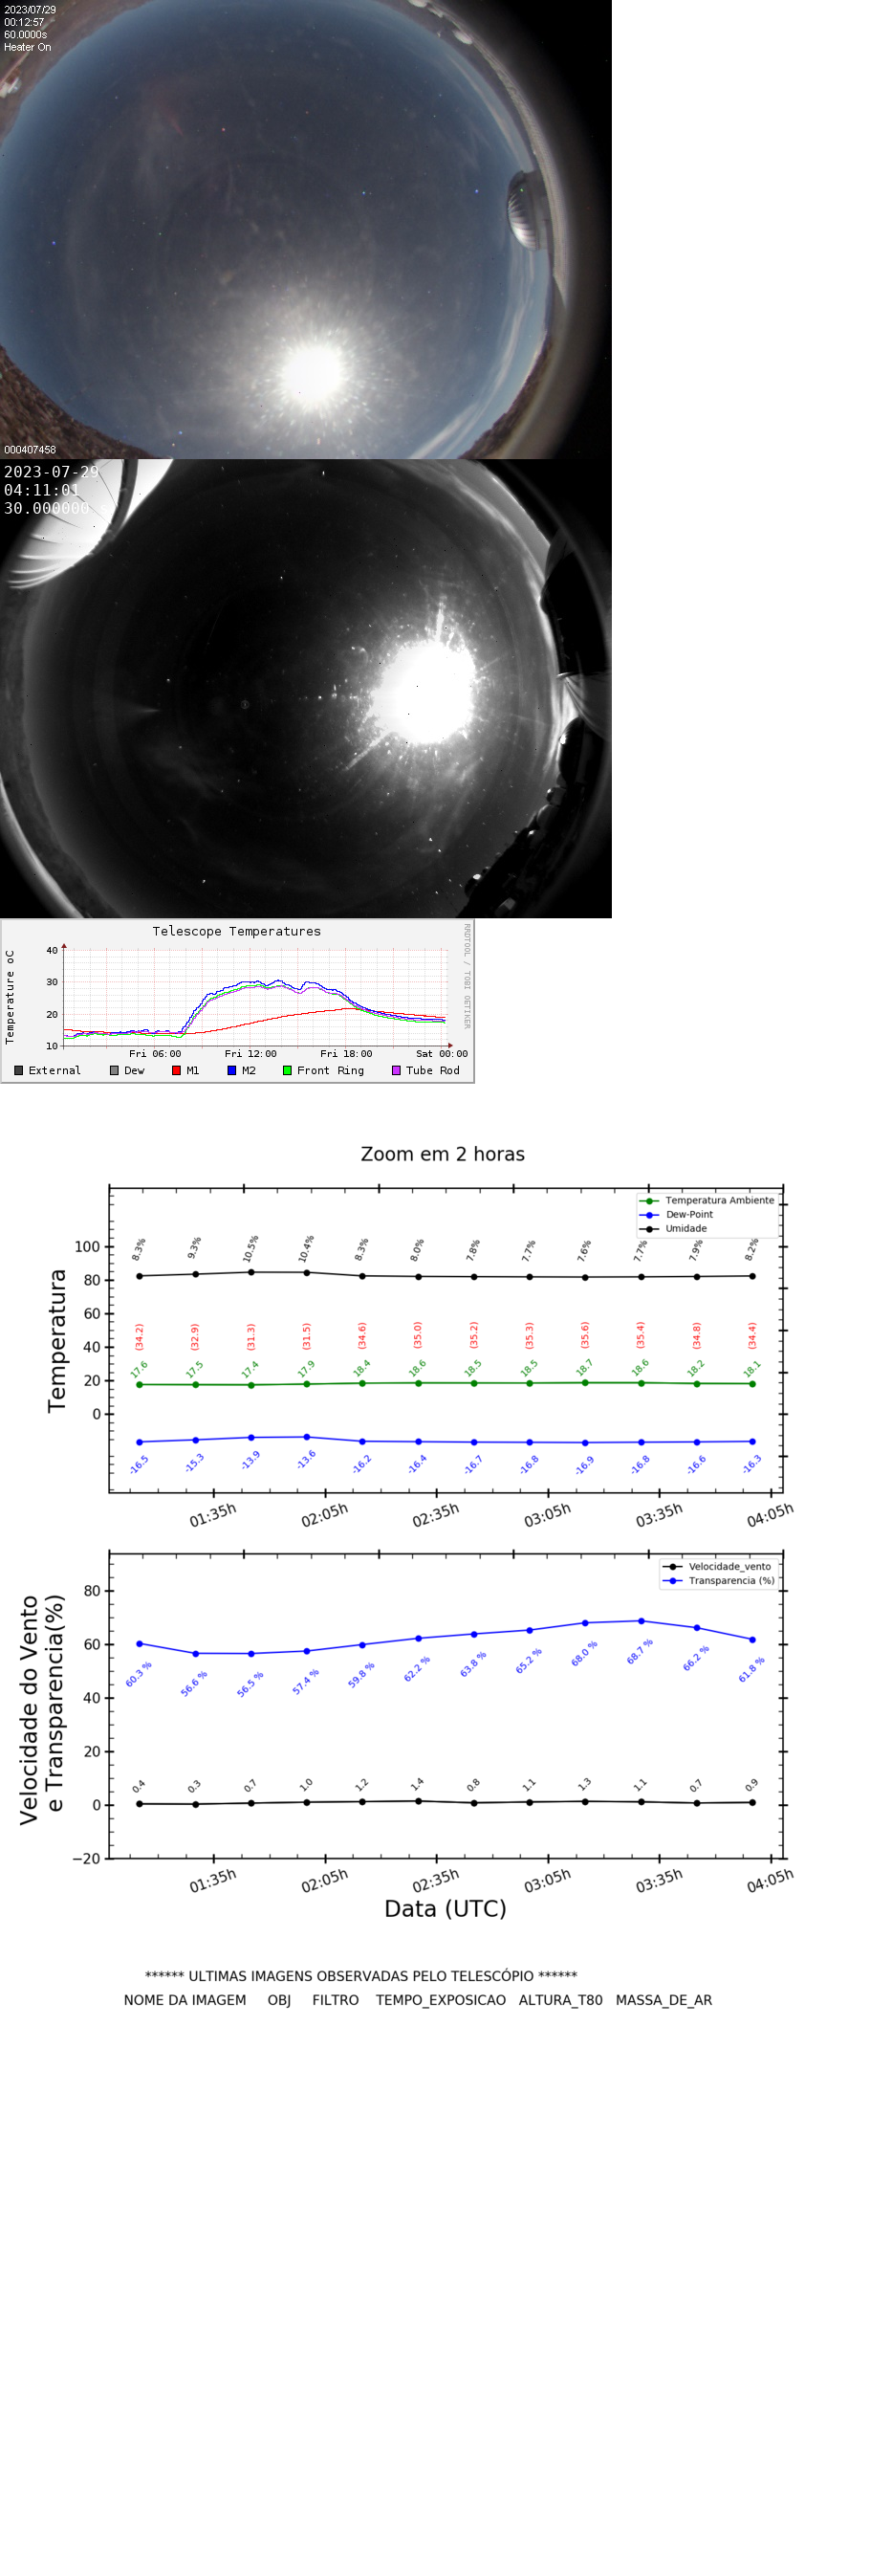 2023/07/29
00:12:57
60.0000s
Heater On
000407458
2023-07-29
04:11:01
30.000000 s
Telescope Temperatures
RRDTOOL / TOBI OETIKER
Temperature oC
40
30
20
10
Fri 06:00 Fri 12:00 Fri 18:00 Sat 00:00
External Dew M1 M2 Front Ring Tube Rod
Zoom em 2 horas
Temperatura Ambiente
Dew-Point
Umidade
Temperatura
100
80
60
40
20
0
8.3% 9.3% 10.5% 10.4% 8.3% 8.0% 7.8% 7.7% 7.6% 7.7% 7.9% 8.2%
(34.2) (32.9) (31.3) (31.5) (34.6) (35.0) (35.2) (35.3) (35.6) (35.4) (34.8) (34.4)
17.6 17.5 17.4 17.9 18.4 18.6 18.5 18.5 18.7 18.6 18.2 18.1
-16.5 -15.3 -13.9 -13.6 -16.2 -16.4 -16.7 -16.8 -16.9 -16.8 -16.6 -16.3
01:35h 02:05h 02:35h 03:05h 03:35h 04:05h
Velocidade_vento
Transparencia (%)
Velocidade do Vento
e Transparencia(%)
80
60
40
20
0
−20
60.3 % 56.6 % 56.5 % 57.4 % 59.8 % 62.2 % 63.8 % 65.2 % 68.0 % 68.7 % 66.2 % 61.8 %
0.4 0.3 0.7 1.0 1.2 1.4 0.8 1.1 1.3 1.1 0.7 0.9
01:35h 02:05h 02:35h 03:05h 03:35h 04:05h
Data (UTC)
****** ULTIMAS IMAGENS OBSERVADAS PELO TELESCÓPIO ******
NOME DA IMAGEM OBJ FILTRO TEMPO_EXPOSICAO ALTURA_T80 MASSA_DE_AR